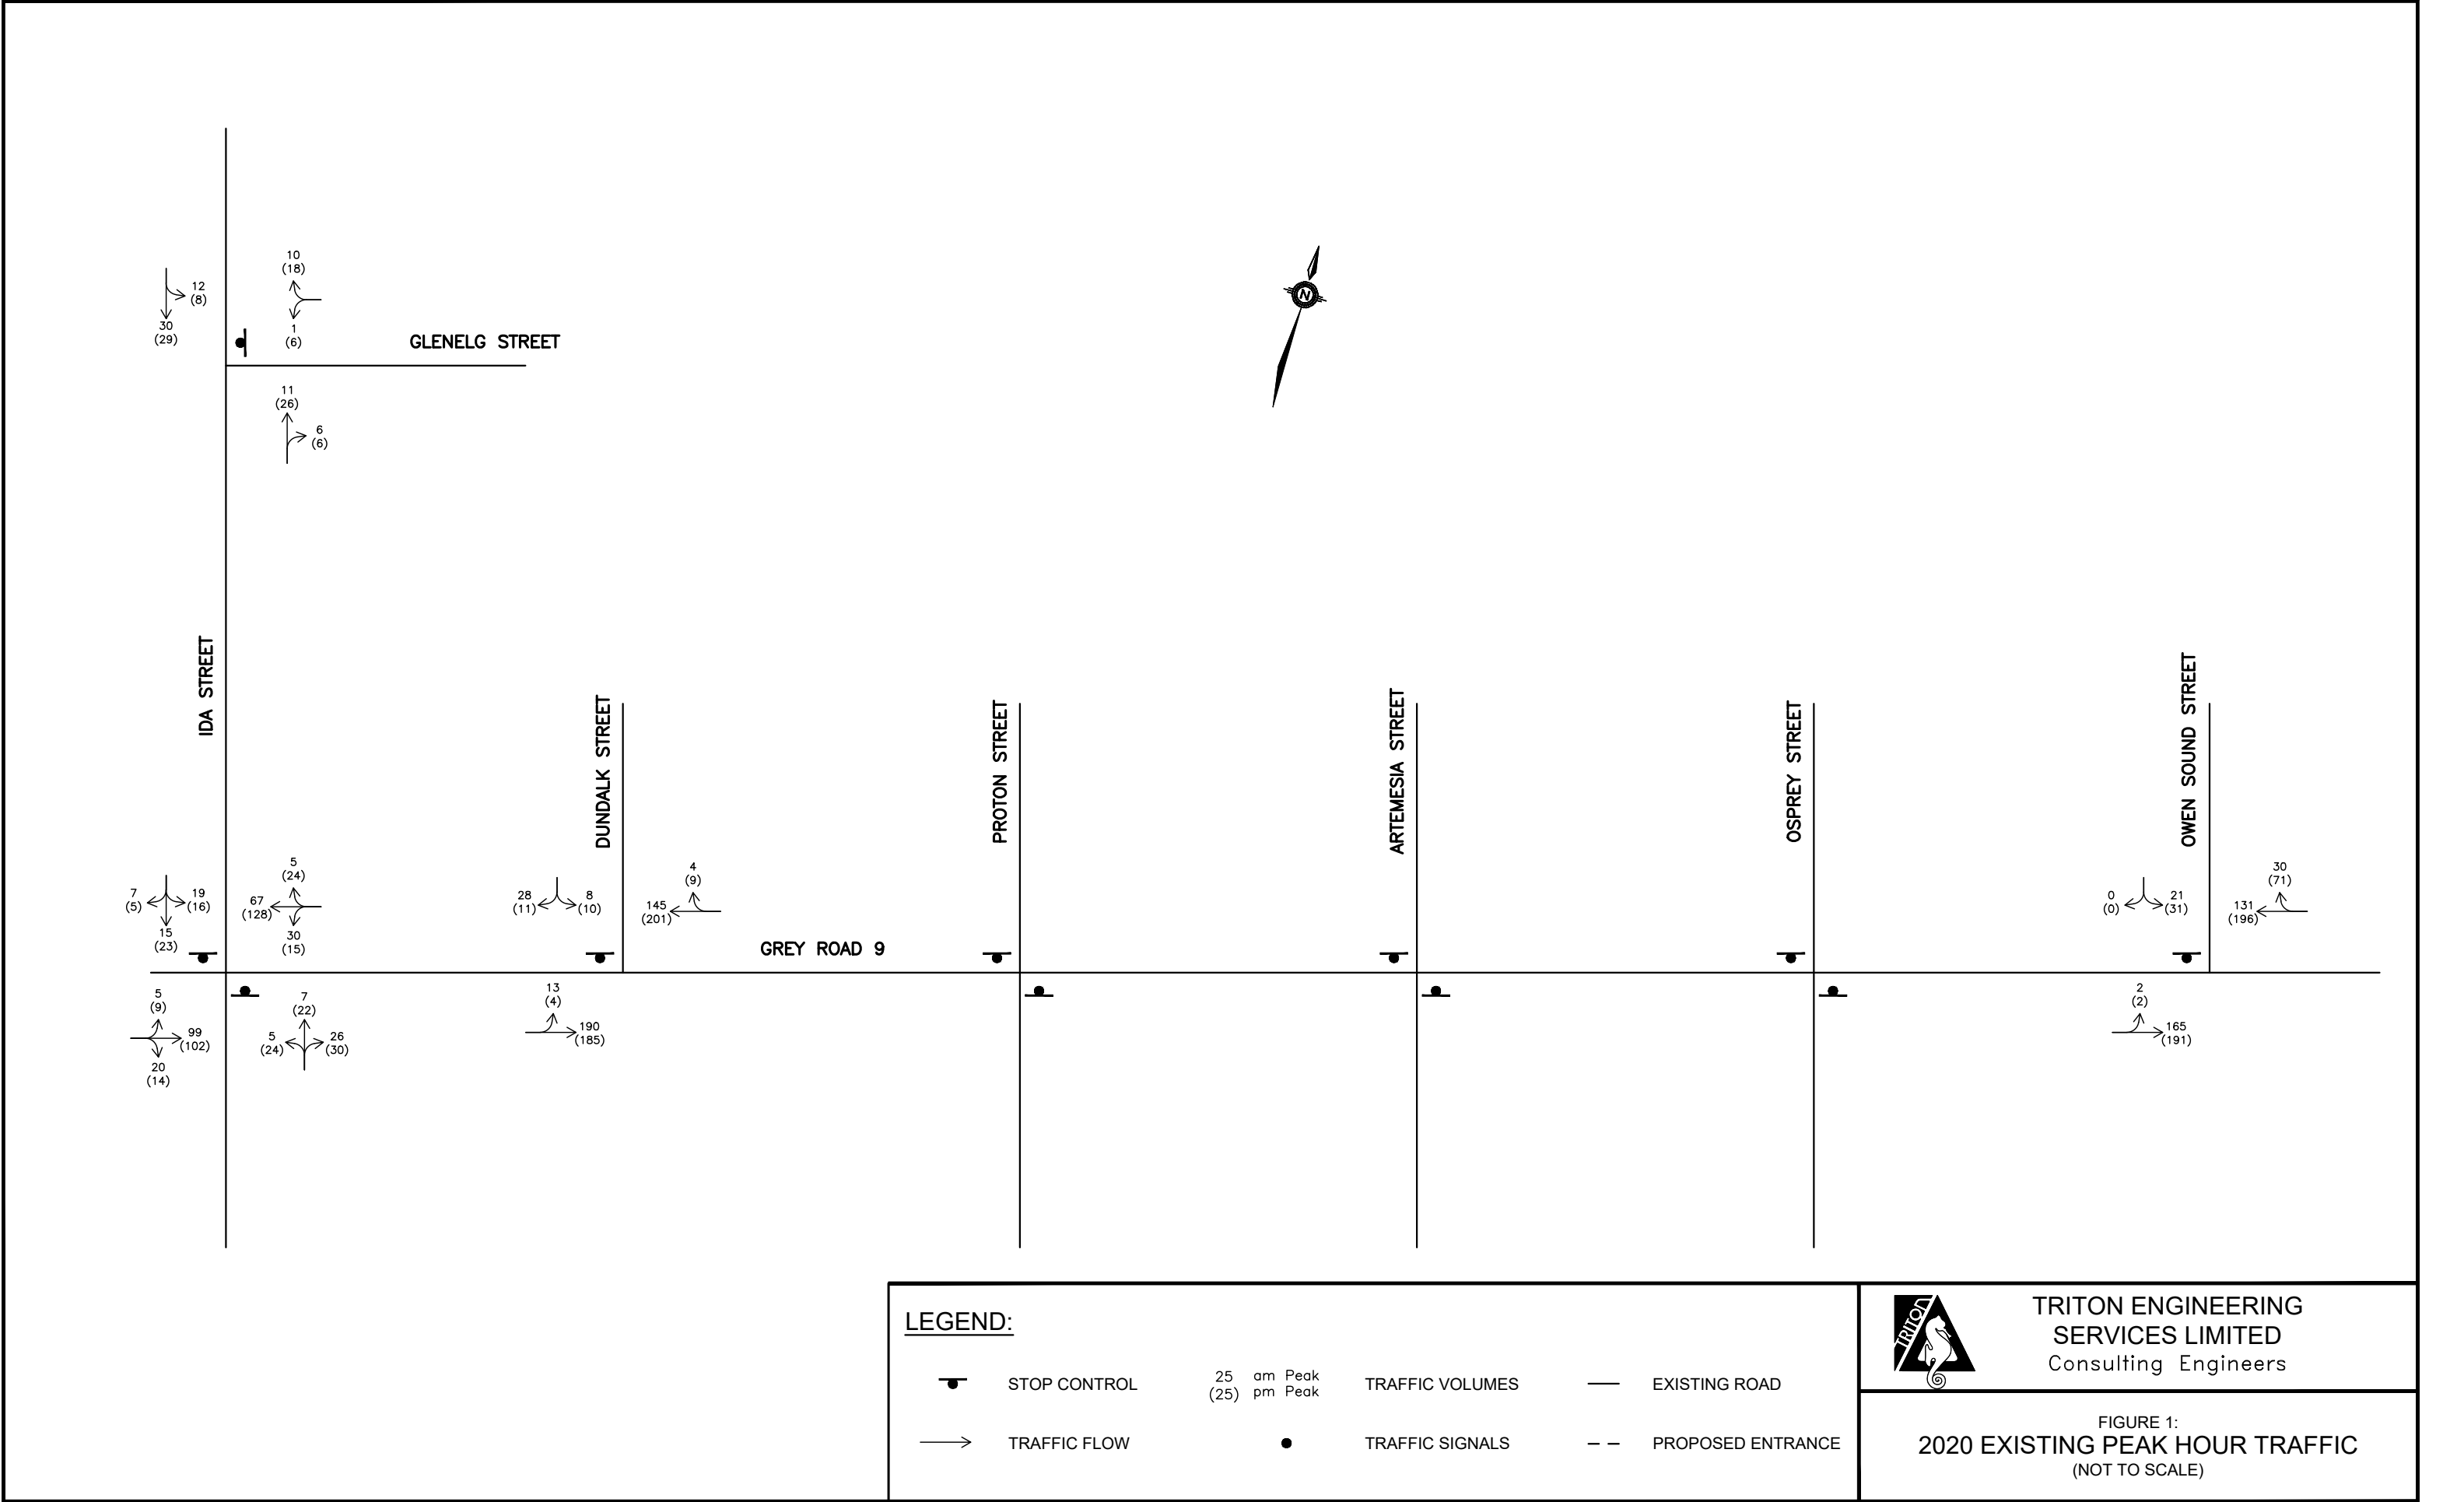 10
(18)
12
(8)
30
(29)
1
(6)
GLENELG STREET
N
11
(26)
6
(6)
IDA STREET
DUNDALK STREET
PROTON STREET
ARTEMESIA STREET
OSPREY STREET
OWEN SOUND STREET
7
(5)
19
(16)
15
(23)
5
(24)
67
(128)
30
(15)
28
(11)
8
(10)
4
(9)
145
(201)
0
(0)
21
(31)
30
(71)
131
(196)
GREY ROAD 9
5
(9)
99
(102)
20
(14)
7
(22)
5
(24)
26
(30)
13
(4)
190
(185)
2
(2)
165
(191)
LEGEND:
STOP CONTROL
25 am Peak
(25) pm Peak
TRAFFIC VOLUMES
EXISTING ROAD
TRAFFIC FLOW
TRAFFIC SIGNALS
PROPOSED ENTRANCE
TRITON
TRITON ENGINEERING
SERVICES LIMITED
Consulting Engineers
FIGURE 1:
2020 EXISTING PEAK HOUR TRAFFIC
(NOT TO SCALE)